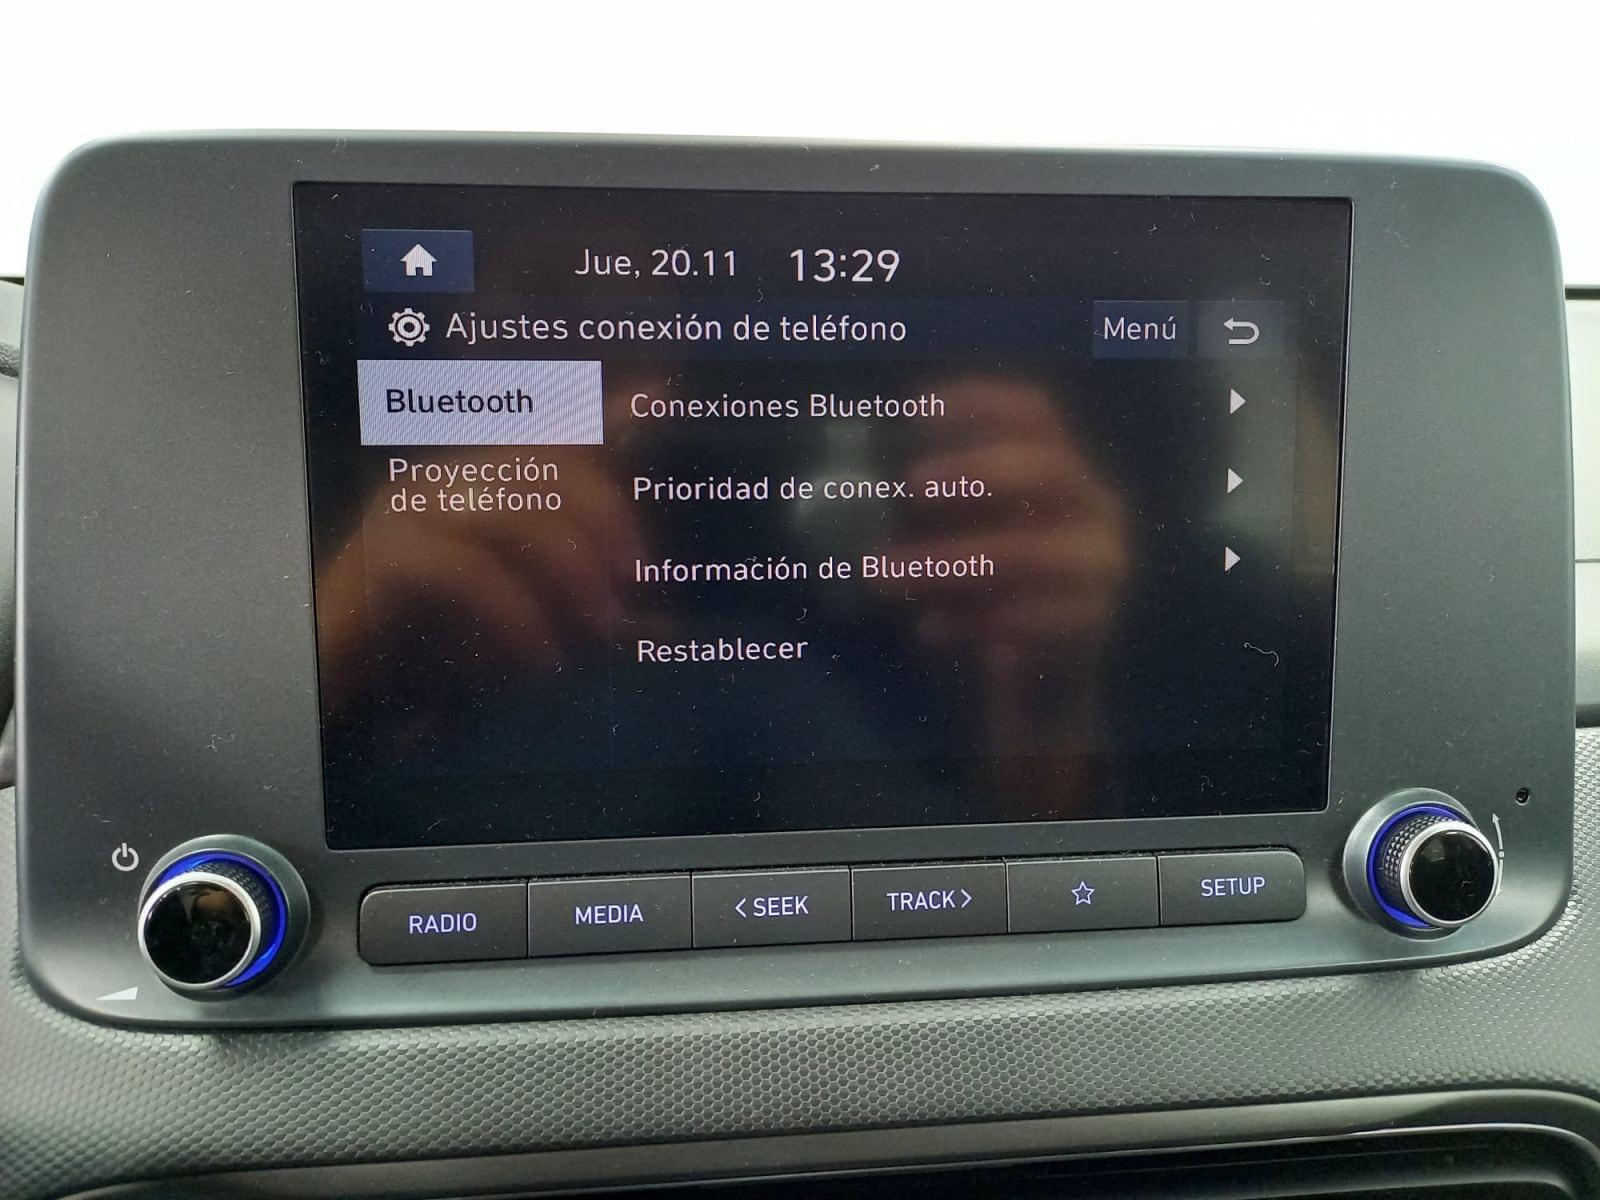 Jue, 20.11 13:29
Ajustes conexión de teléfono Menú
Bluetooth
Proyección
de teléfono
Conexiones Bluetooth
Prioridad de conex. auto.
Información de Bluetooth
Restablecer
RADIO
MEDIA
< SEEK
TRACK >
SETUP